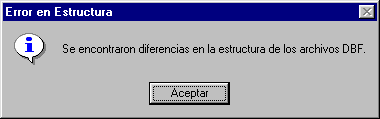 Error en Estructura
Se encontraron diferencias en la estructura de los archivos DBF.
Aceptar